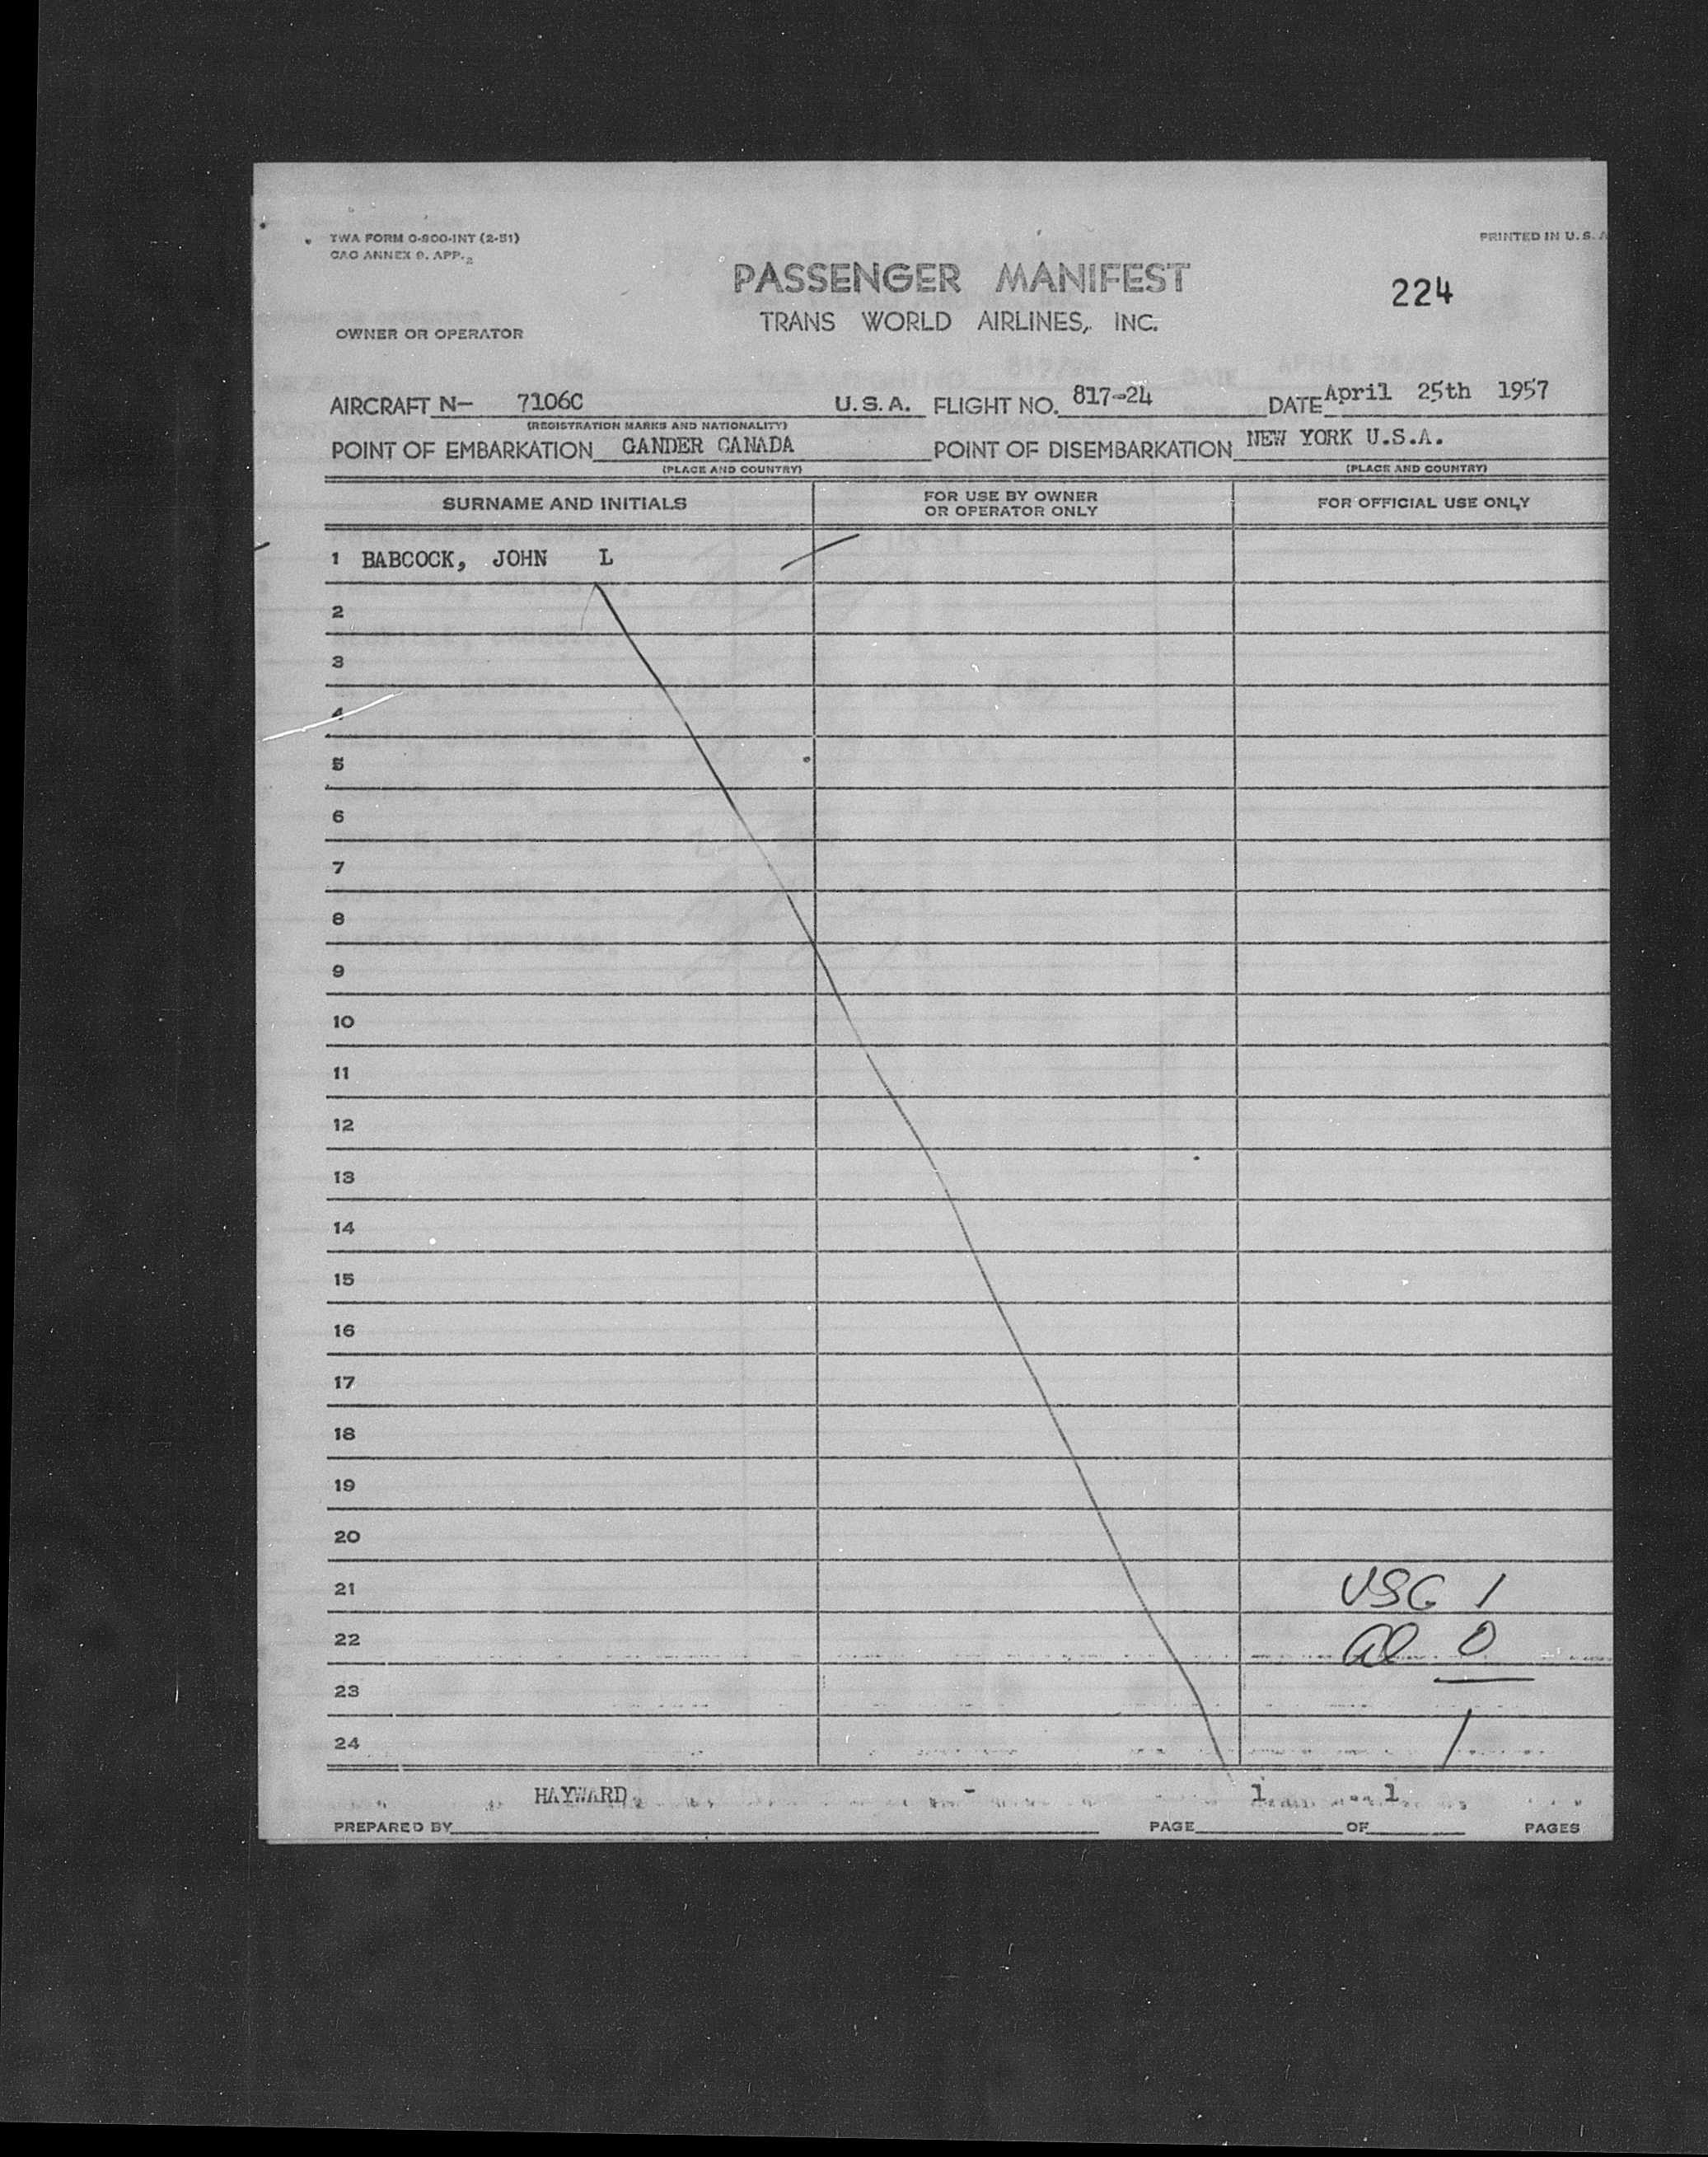 TWA FORM O-800-INT (2-51)
PRINTED IN U.S.A
CAO ANNEX 9. APP. 2
PASSENGER MANIFEST
224
TRANS WORLD AIRLINES, INC.
OWNER OR OPERATOR
AIRCRAFT N- 7106C U.S.A. FLIGHT NO. 817-24 DATE April 25th 1957
(REGISTRATION MARKS AND NATIONALITY)
POINT OF EMBARKATION GANDER CANADA POINT OF DISEMBARKATION NEW YORK U.S.A.
(PLACE AND COUNTRY) (PLACE AND COUNTRY)
SURNAME AND INITIALS FOR USE BY OWNER OR OPERATOR ONLY FOR OFFICIAL USE ONLY
1 BABCOCK, JOHN L
2
3
4
5
6
7
8
9
10
11
12
13
14
15
16
17
18
19
20
21 USC 1
22 al 0
23
24 1
HAYWARD - 1 1
PREPARED BY PAGE OF PAGES